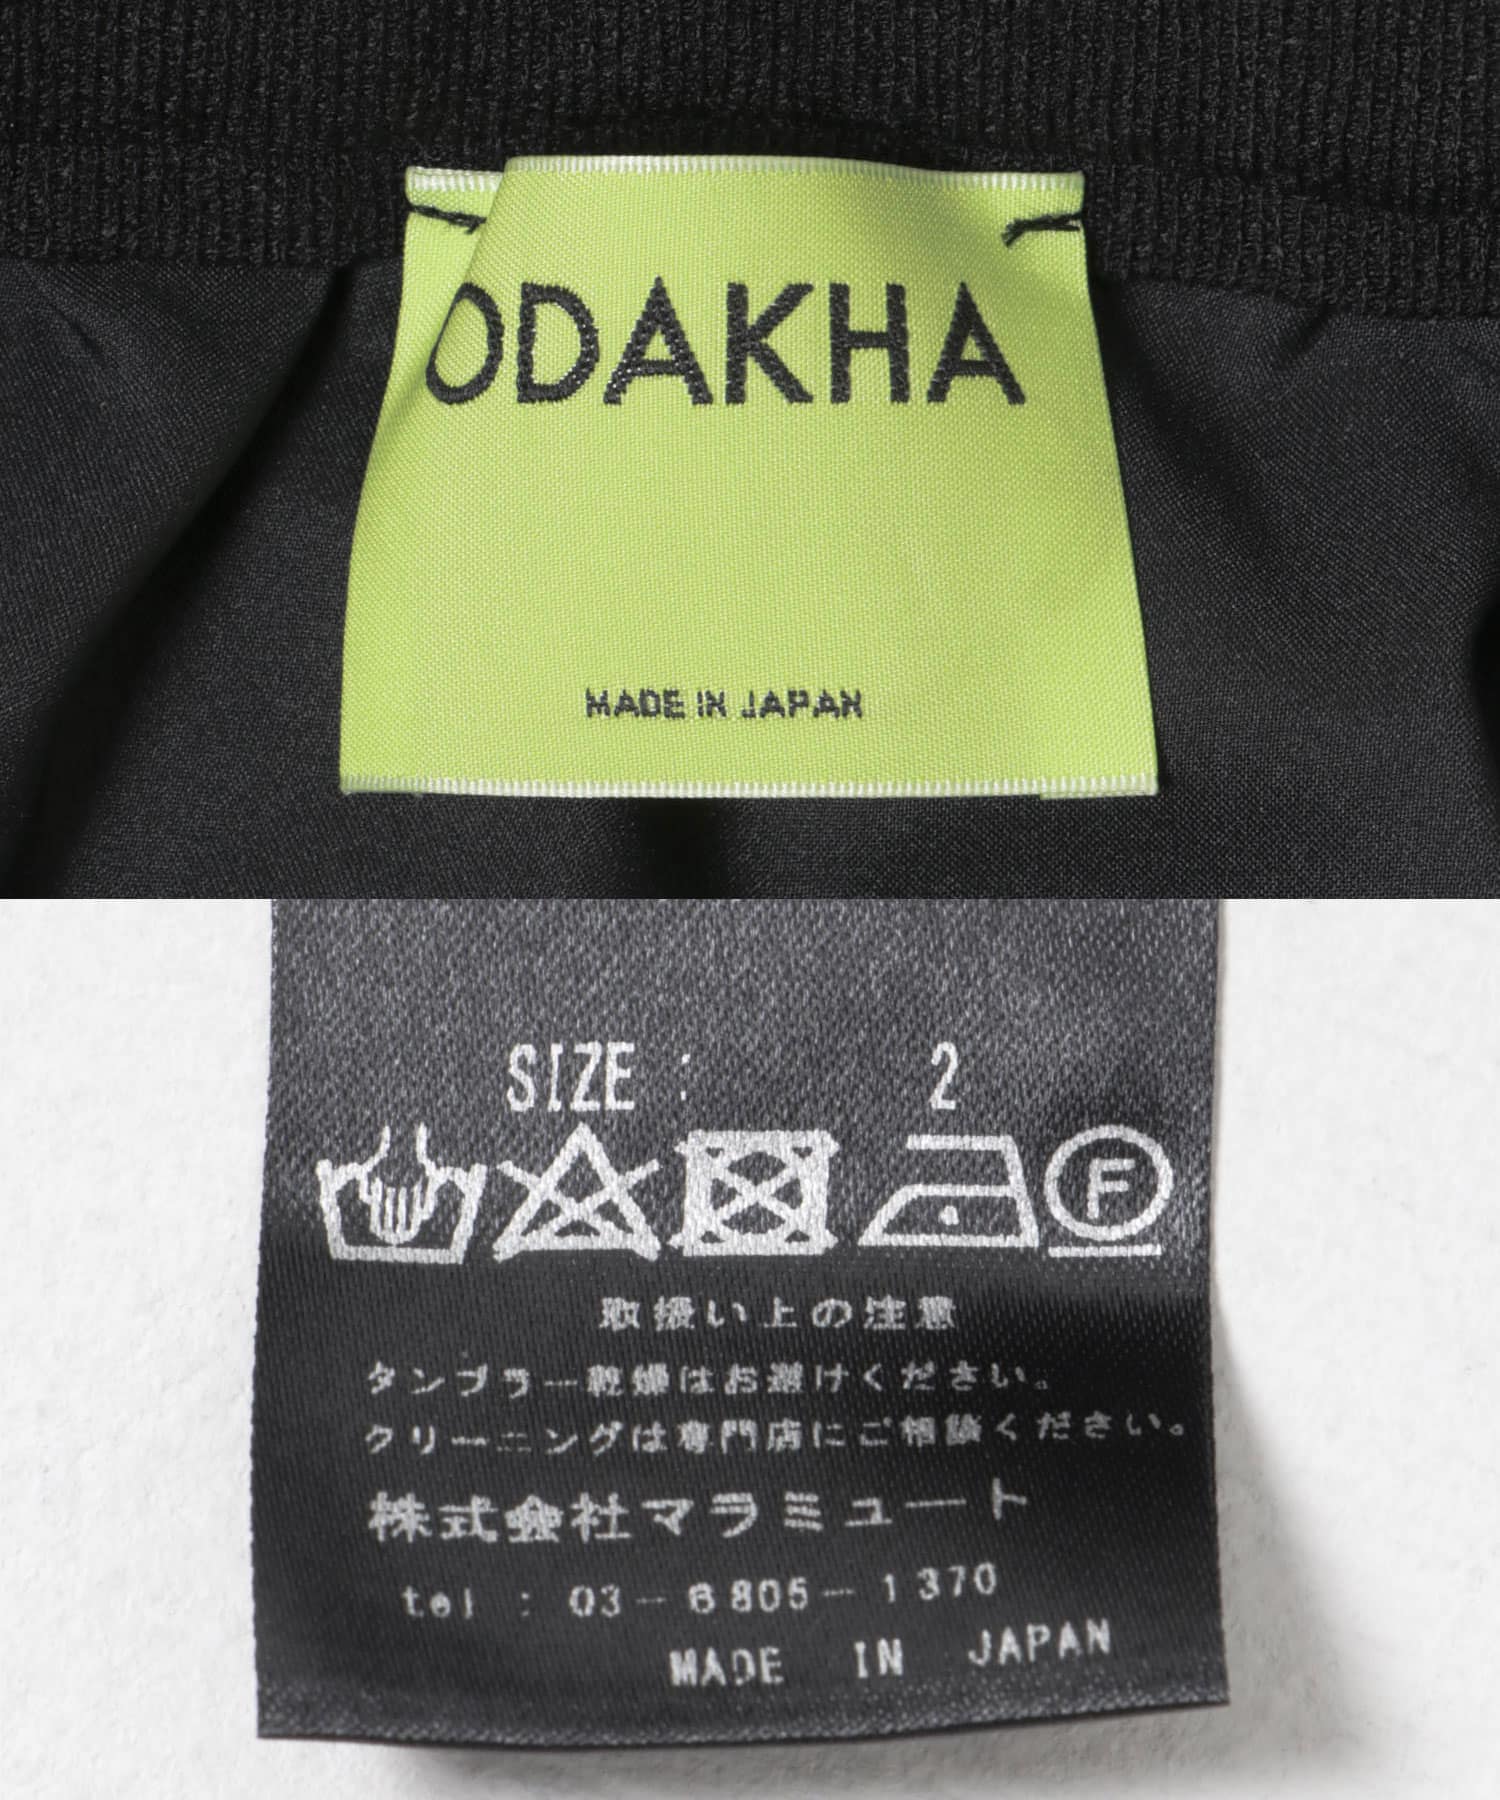 ODAKHA
MADE IN JAPAN
SIZE : 2
F
取扱い上の注意
タンブラー乾燥はお避けください。
クリーニングは専門店にご相談ください。
株式会社マラミュート
tel : 03-6805-1370
MADE IN JAPAN